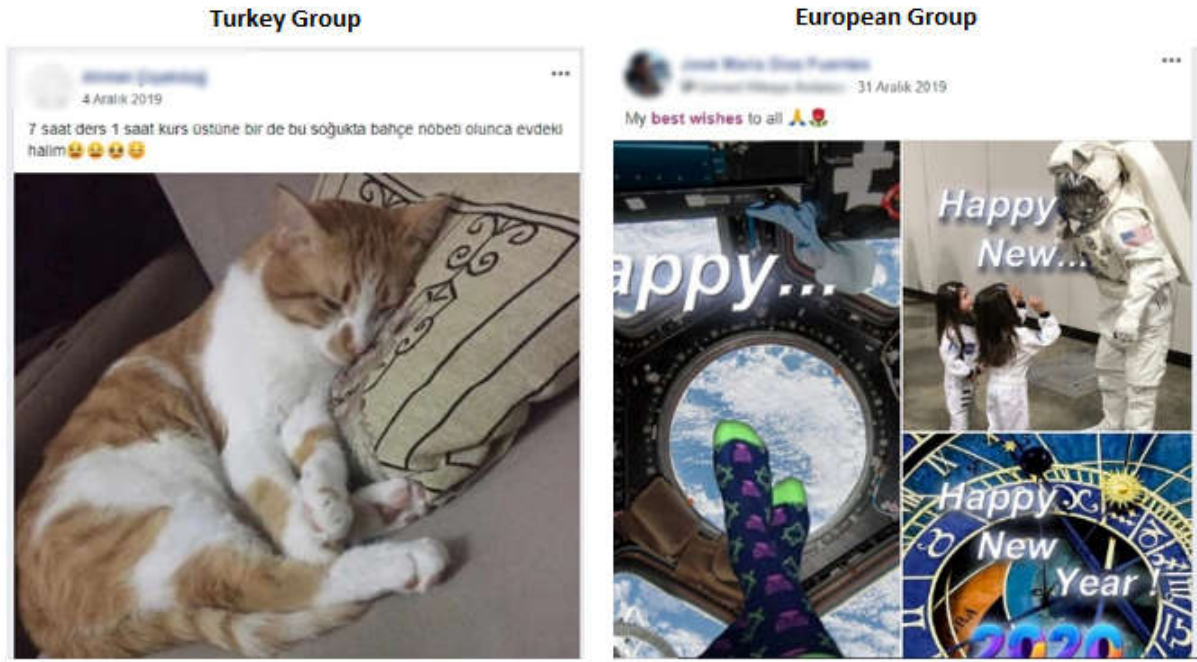 Turkey Group
European Group
4 Aralık 2019
7 saat ders 1 saat kurs üstüne bir de bu soğukta bahçe nöbeti olunca evdeki
halim
31 Aralık 2019
My best wishes to all
appy...
Happy
New...
Happy
New
Year !
2020